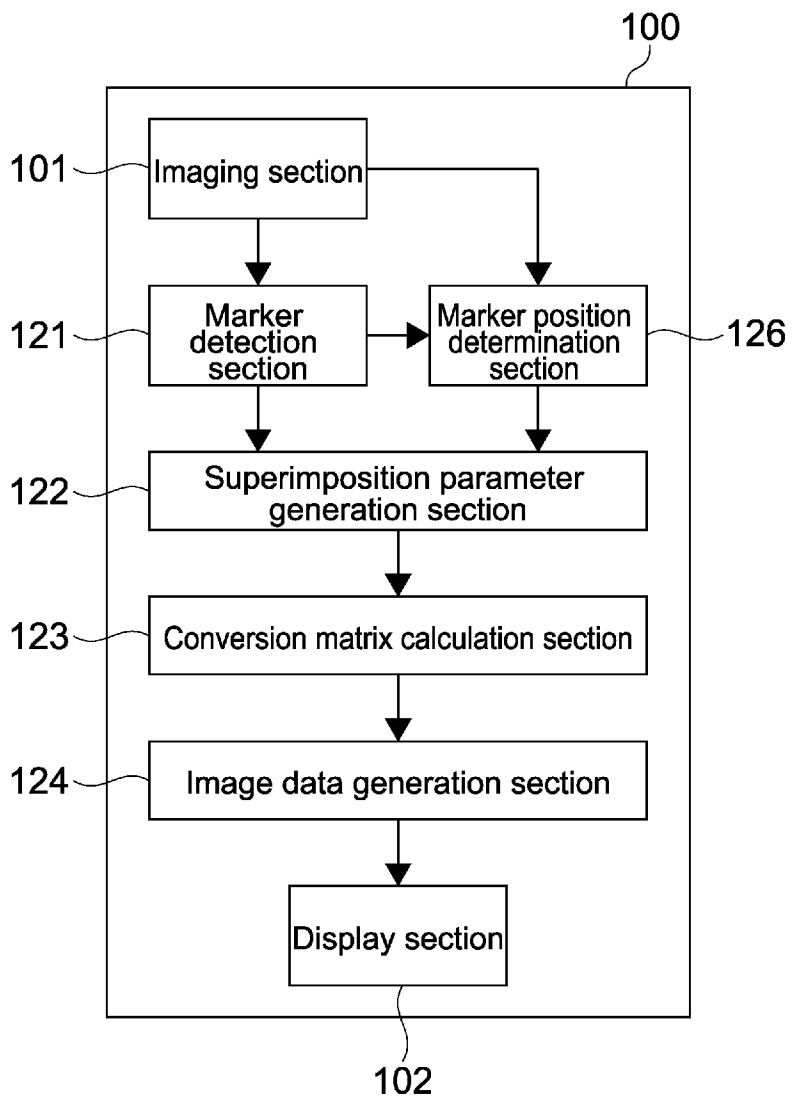 100
101
Imaging section
121
Marker
detection
section
Marker position
determination
section
126
122
Superimposition parameter
generation section
123
Conversion matrix calculation section
124
Image data generation section
Display section
102